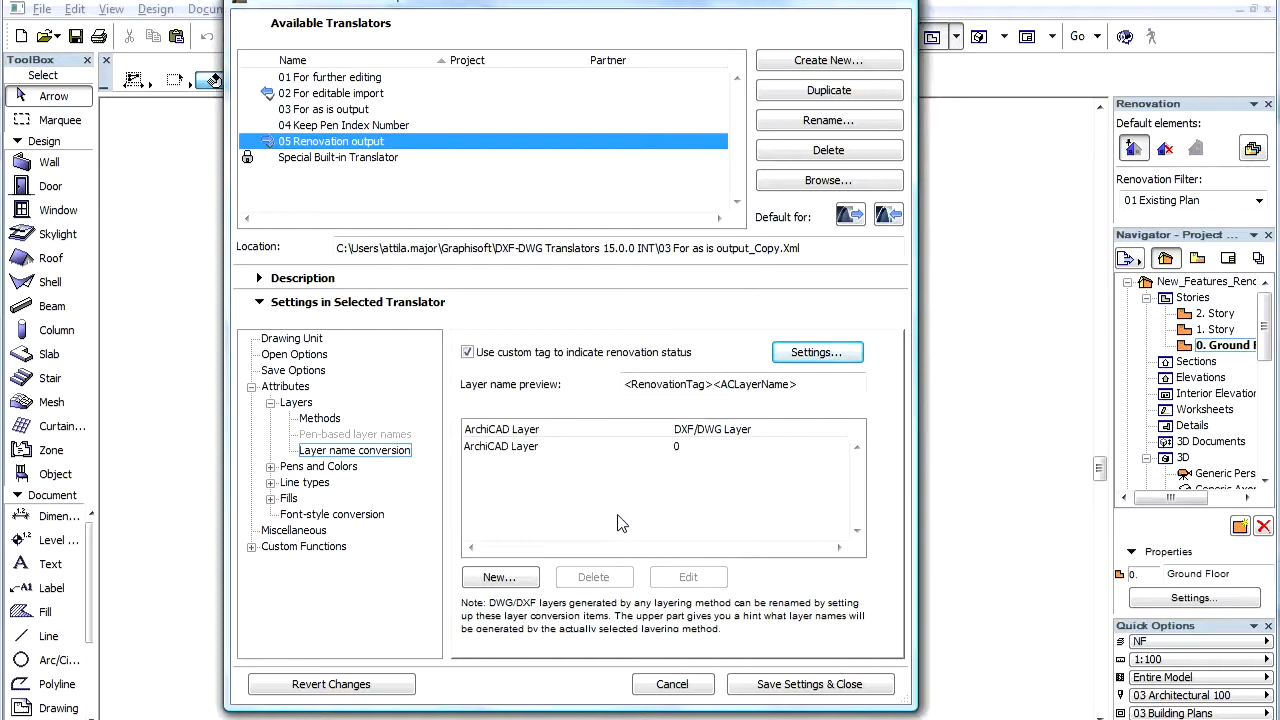 File Edit View Design Docu
Available Translators
Name Project Partner
01 For further editing
02 For editable import
03 For as is output
04 Keep Pen Index Number
05 Renovation output
Special Built-in Translator
Create New...
Duplicate
Rename...
Delete
Browse...
Default for:
Location: C:\Users\attila.major\Graphisoft\DXF-DWG Translators 15.0.0 INT\03 For as is output_Copy.Xml
Description
Settings in Selected Translator
Drawing Unit
Open Options
Save Options
Attributes
Layers
Methods
Pen-based layer names
Layer name conversion
Pens and Colors
Line types
Fills
Font-style conversion
Miscellaneous
Custom Functions
Use custom tag to indicate renovation status
Settings...
Layer name preview: <RenovationTag><ACLayerName>
ArchiCAD Layer DXF/DWG Layer
ArchiCAD Layer 0
New... Delete Edit
Note: DWG/DXF layers generated by any layering method can be renamed by setting
up these layer conversion items. The upper part gives you a hint what layer names will
be generated by the actually selected layering method.
Revert Changes Cancel Save Settings & Close
ToolBox
Select
Arrow
Marquee
Design
Wall
Door
Window
Skylight
Roof
Shell
Beam
Column
Slab
Stair
Mesh
Curtain...
Zone
Object
Document
Dimen...
Level ...
Text
A1 Label
Fill
Line
Arc/Ci...
Polyline
Drawing
Go
Renovation
Default elements:
Renovation Filter:
01 Existing Plan
Navigator - Project ...
New_Features_Reno
Stories
2. Story
1. Story
0. Ground F
Sections
Elevations
Interior Elevation
Worksheets
Details
3D Documents
3D
Generic Pers
Generic Axo
Properties
0. Ground Floor
Settings...
Quick Options
NF
1:100
Entire Model
03 Architectural 100
03 Building Plans